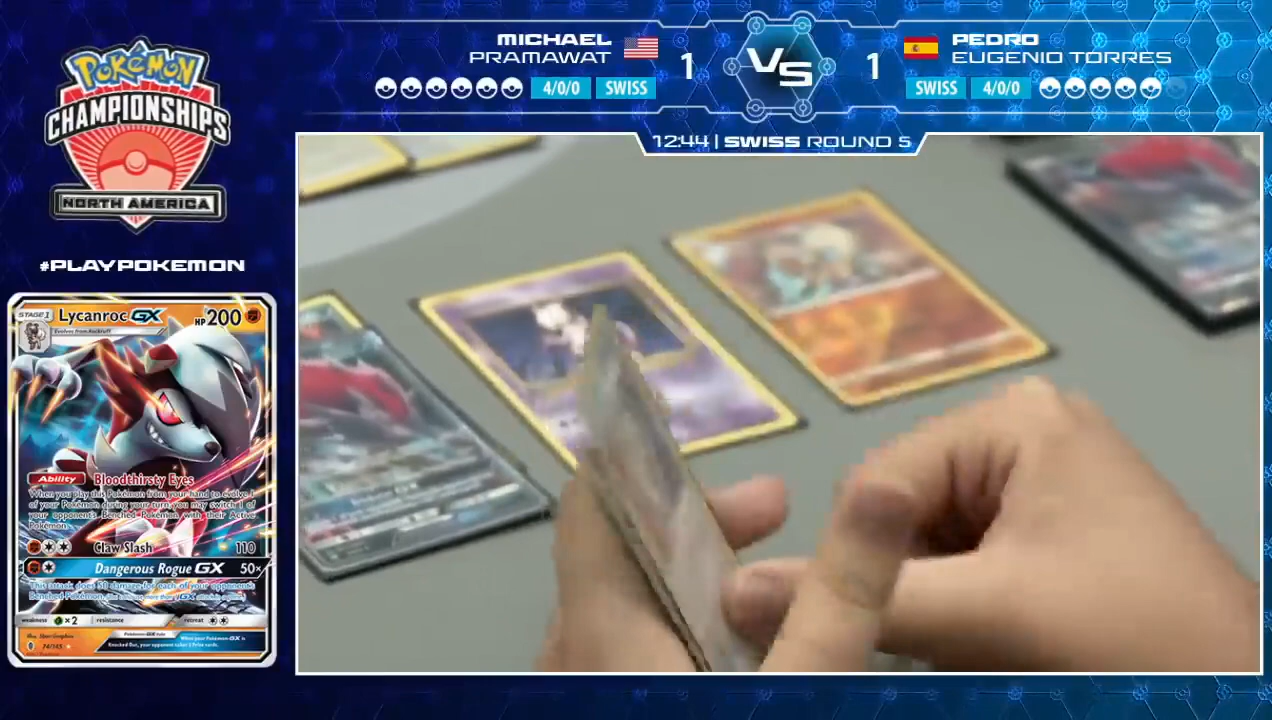 POKÉMON
CHAMPIONSHIPS
NORTH AMERICA
#PLAYPOKEMON
MICHAEL
PRAMAWAT
1
4/0/0
SWISS
VS
1
PEDRO
EUGENIO TORRES
SWISS
4/0/0
12:44 | SWISS ROUND 5
STAGE 1
Lycanroc GX
HP 200
Evolves from Rockruff
Ability
Bloodthirsty Eyes
When you play this Pokémon from your hand to evolve 1
of your Pokémon during your turn, you may switch 1 of
your opponent's Benched Pokémon with their Active
Pokémon.
Claw Slash 110
Dangerous Rogue GX 50×
This attack does 50 damage for each of your opponent's
Benched Pokémon.
weakness ×2 resistance retreat
74/145